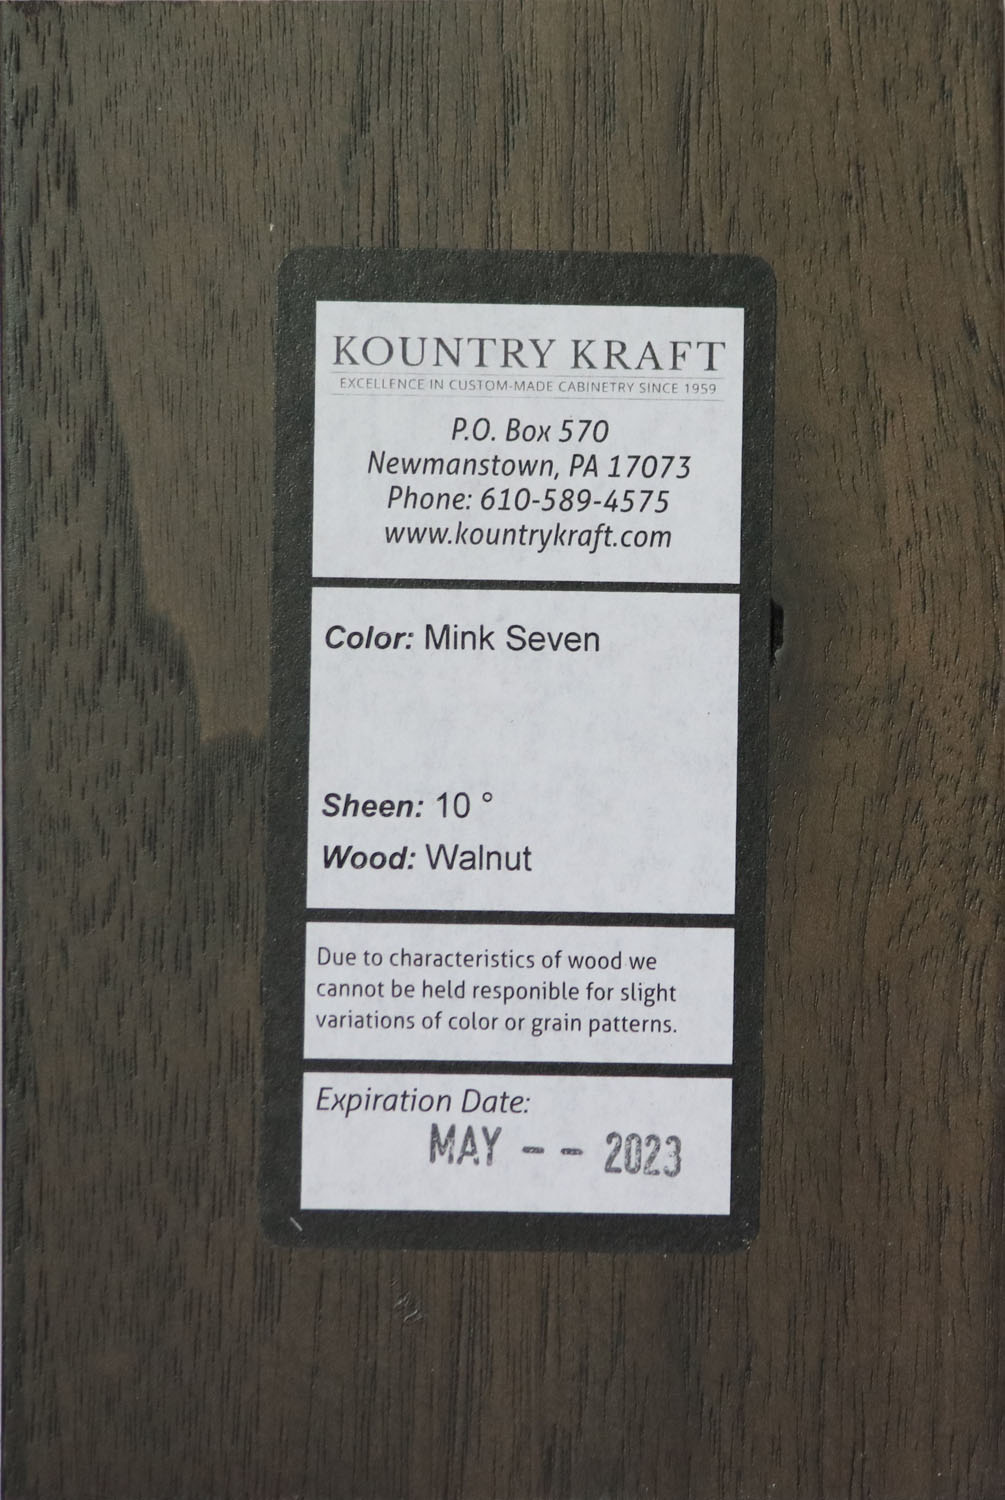 KOUNTRY KRAFT
EXCELLENCE IN CUSTOM-MADE CABINETRY SINCE 1959
P.O. Box 570
Newmanstown, PA 17073
Phone: 610-589-4575
www.kountrykraft.com
Color: Mink Seven
Sheen: 10 °
Wood: Walnut
Due to characteristics of wood we
cannot be held responible for slight
variations of color or grain patterns.
Expiration Date:
MAY - - 2023